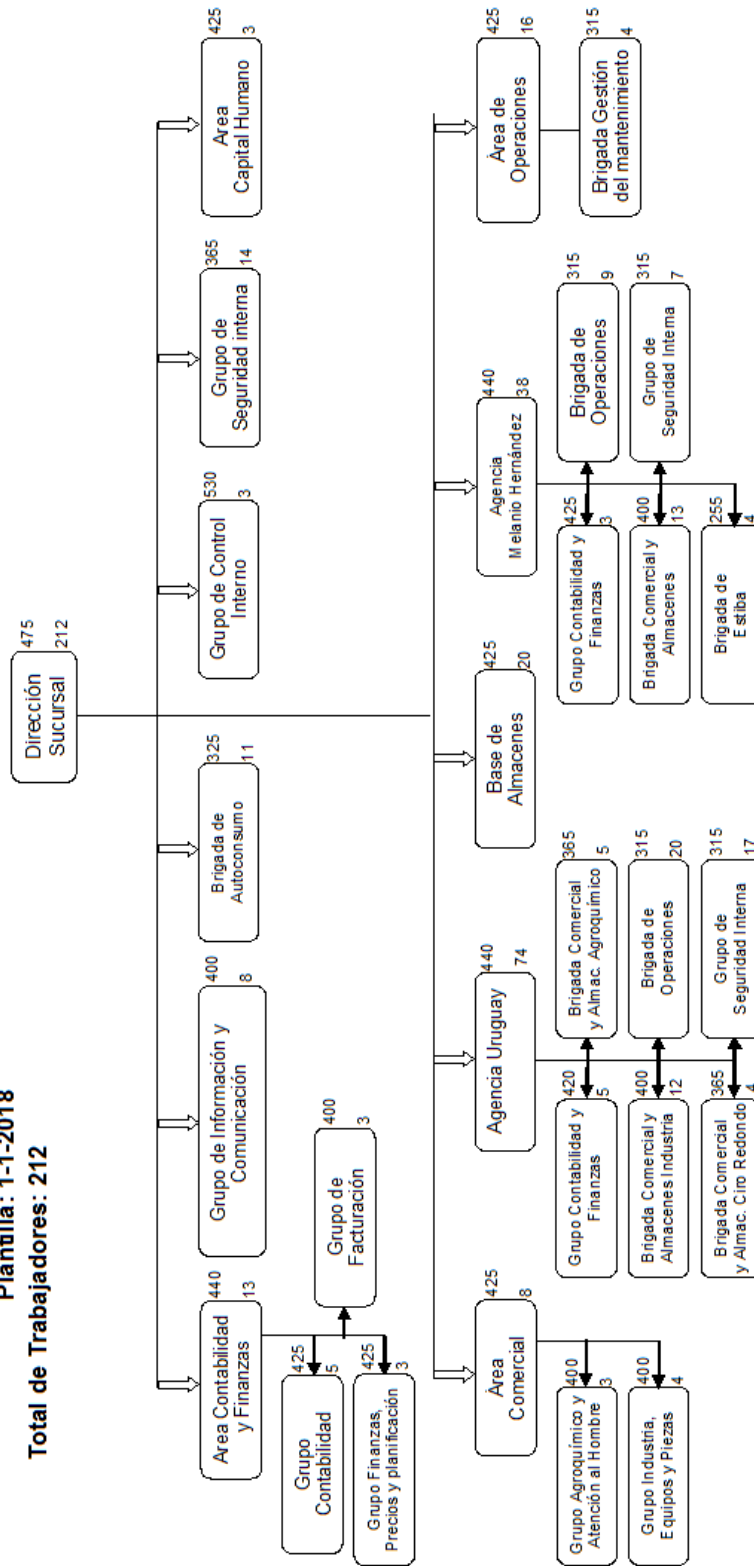 Plantilla: 1-1-2018
Total de Trabajadores: 212
Dirección
Sucursal
475
212
Area Contabilidad
y Finanzas
440
13
Grupo de Información y
Comunicación
400
8
Brigada de
Autoconsumo
325
11
Grupo de Control
Interno
530
3
Grupo de
Seguridad interna
365
14
Area
Capital Humano
425
3
Grupo
Contabilidad
425
5
Grupo de
Facturación
400
3
Grupo Finanzas,
Precios y planificación
425
3
Àrea
Comercial
425
8
Agencia Uruguay
440
74
Base de
Almacenes
425
20
Agencia
Melanio Hernández
440
38
Àrea de
Operaciones
425
16
Grupo Agroquímico y
Atención al Hombre
400
3
Grupo Industria,
Equipos y Piezas
400
4
Grupo Contabilidad y
Finanzas
420
5
Brigada Comercial
y Almac. Agroquímico
365
5
Brigada Comercial y
Almacenes Industria
400
12
Brigada de
Operaciones
315
20
Brigada Comercial
y Almac. Ciro Redondo
365
4
Grupo de
Seguridad Interna
315
17
Grupo Contabilidad y
Finanzas
425
3
Brigada de
Operaciones
315
9
Brigada Comercial y
Almacenes
400
13
Grupo de
Seguridad Interna
315
7
Brigada de
Estiba
255
4
Brigada Gestión
del mantenimiento
315
4